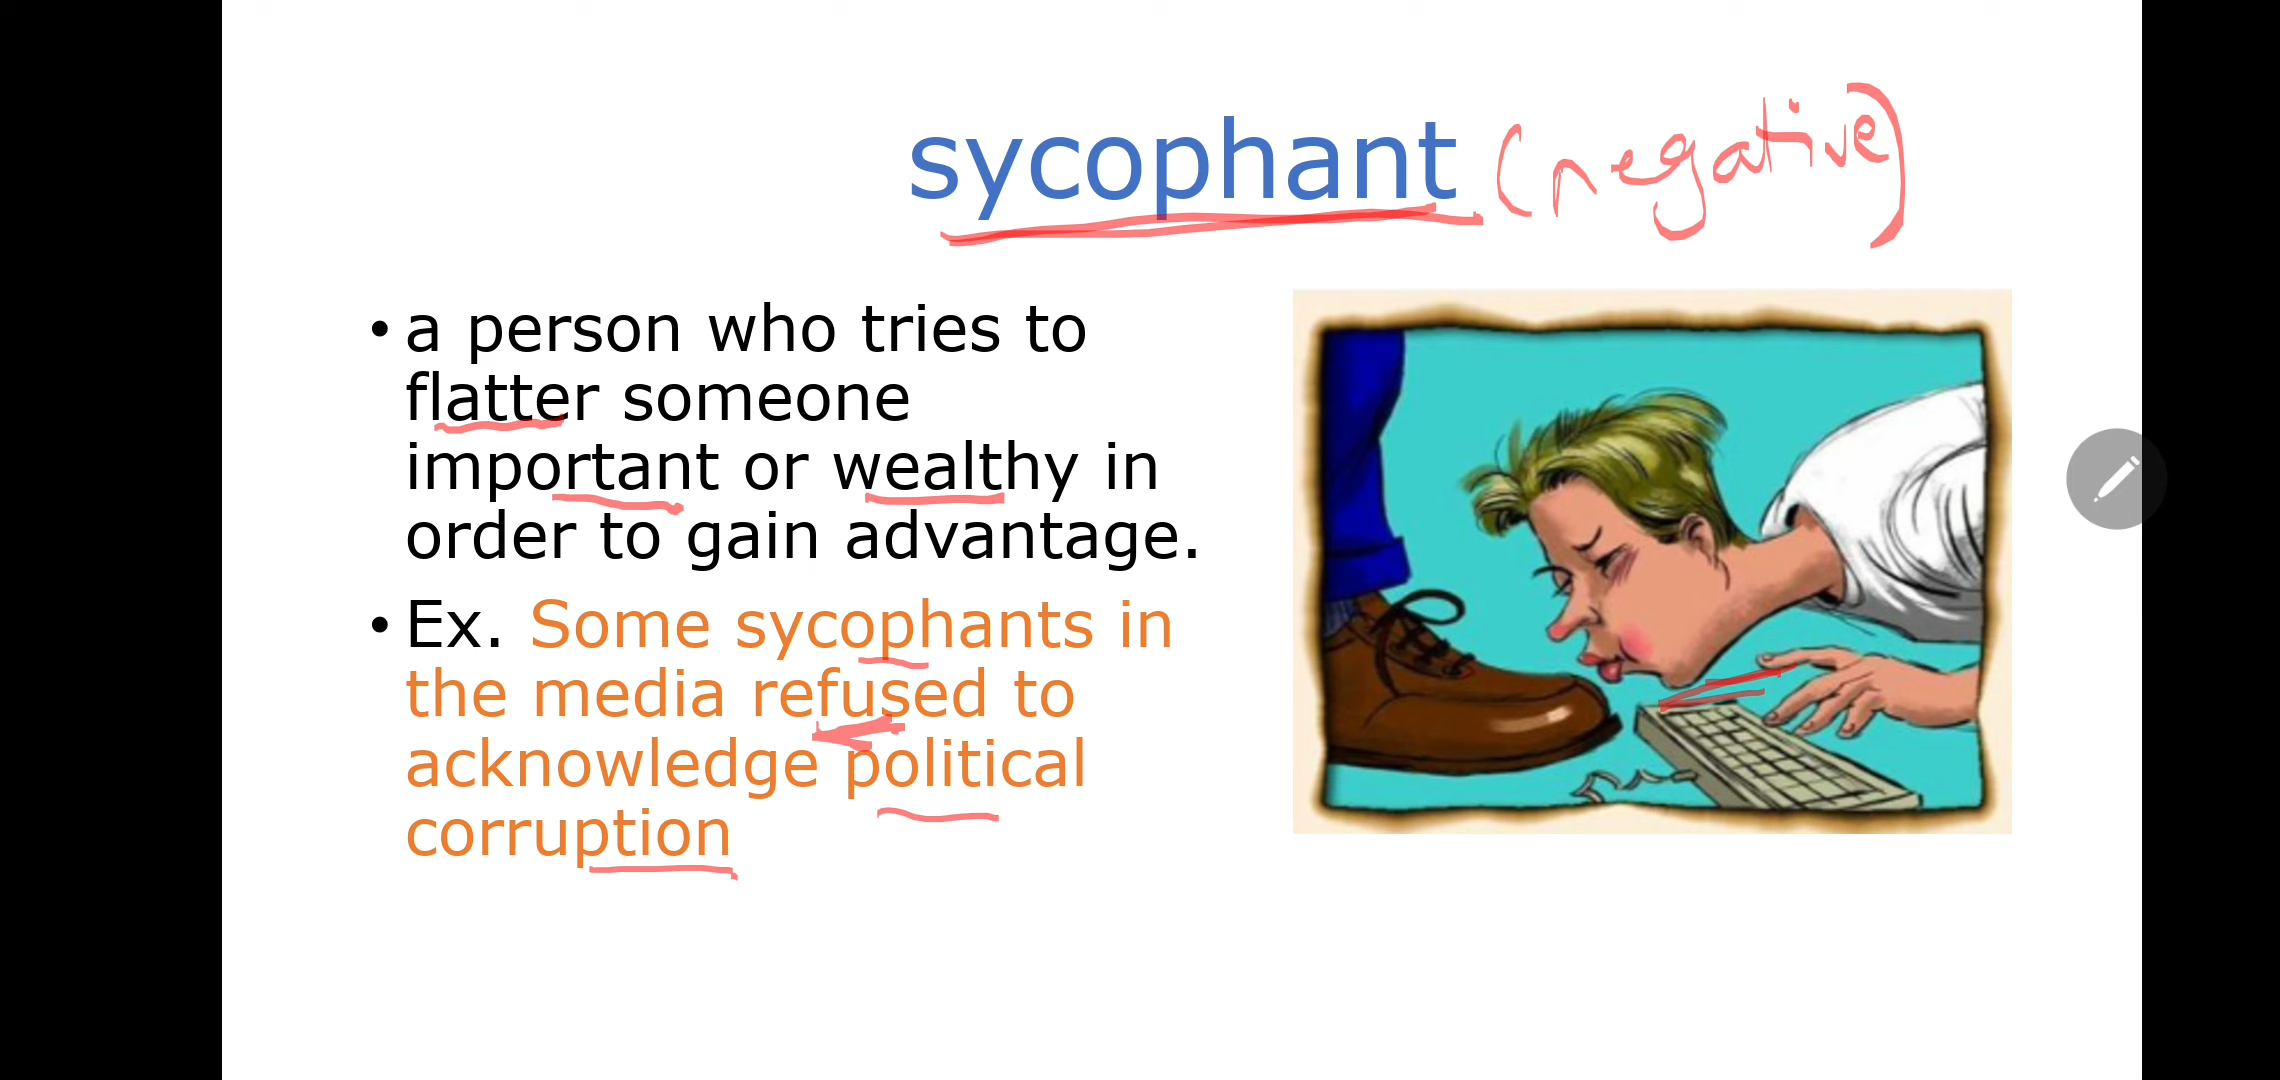 sycophant (negative)
• a person who tries to
flatter someone
important or wealthy in
order to gain advantage.
• Ex. Some sycophants in
the media refused to
acknowledge political
corruption